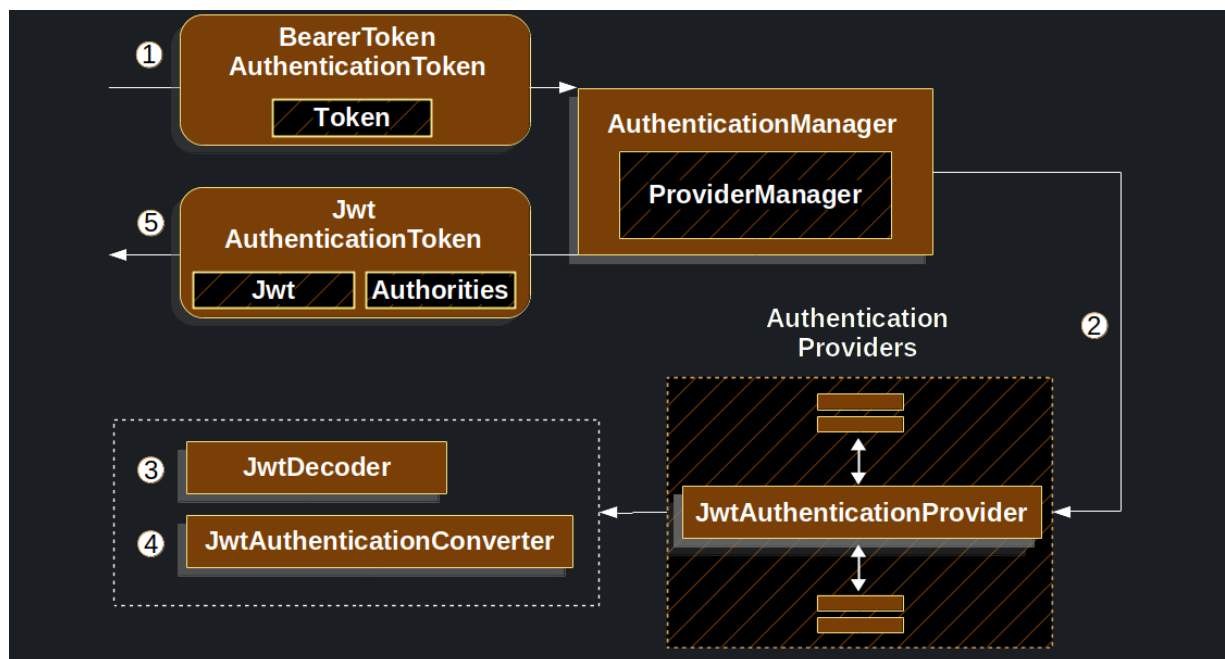 1
BearerToken
AuthenticationToken
Token
AuthenticationManager
ProviderManager
5
Jwt
AuthenticationToken
Jwt
Authorities
2
Authentication
Providers
3
JwtDecoder
JwtAuthenticationProvider
4
JwtAuthenticationConverter